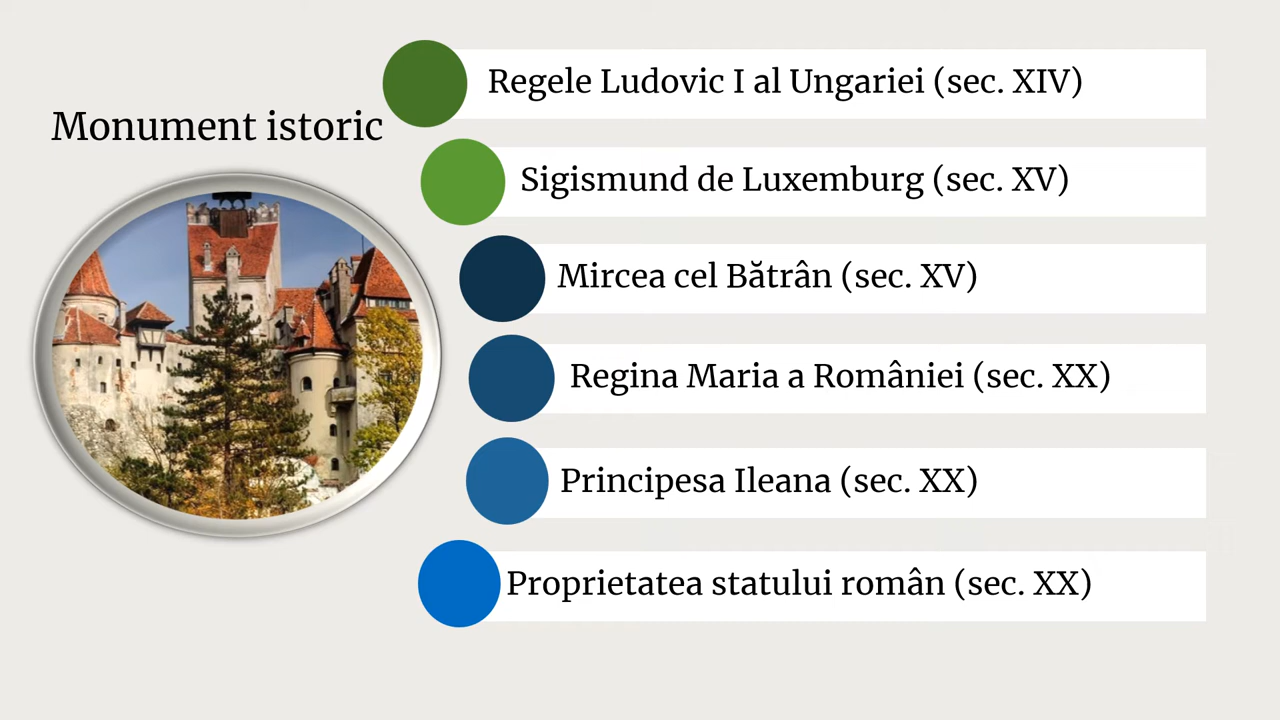 Monument istoric
Regele Ludovic I al Ungariei (sec. XIV)
Sigismund de Luxemburg (sec. XV)
Mircea cel Bătrân (sec. XV)
Regina Maria a României (sec. XX)
Principesa Ileana (sec. XX)
Proprietatea statului român (sec. XX)